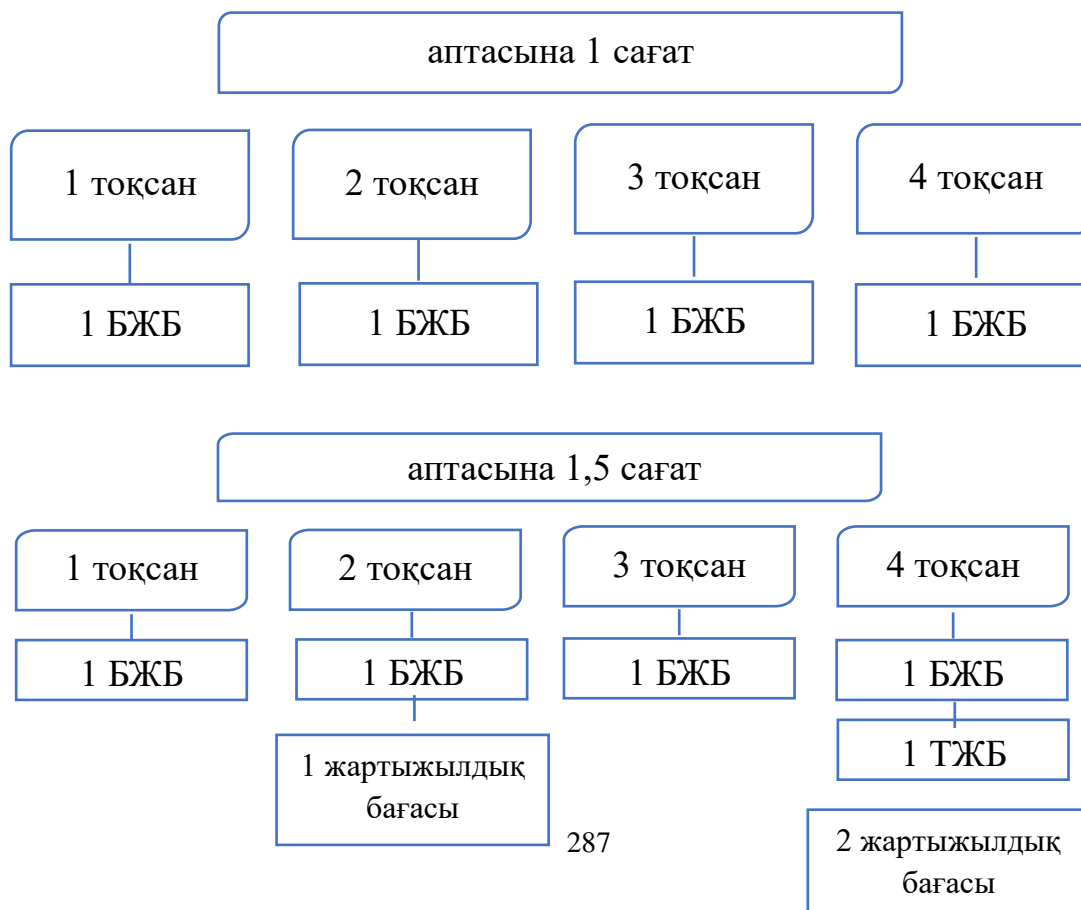 аптасына 1 сағат
1 тоқсан
2 тоқсан
3 тоқсан
4 тоқсан
1 БЖБ
1 БЖБ
1 БЖБ
1 БЖБ
аптасына 1,5 сағат
1 тоқсан
2 тоқсан
3 тоқсан
4 тоқсан
1 БЖБ
1 БЖБ
1 БЖБ
1 БЖБ
1 ТЖБ
1 жартыжылдық
бағасы
287
2 жартыжылдық
бағасы